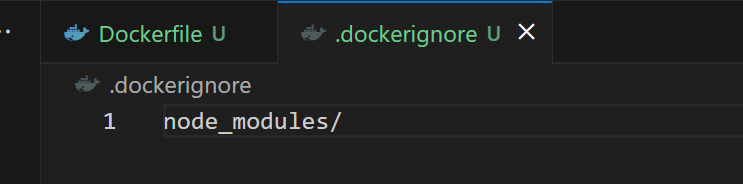 Dockerfile U .dockerignore U
.dockerignore
1 node_modules/